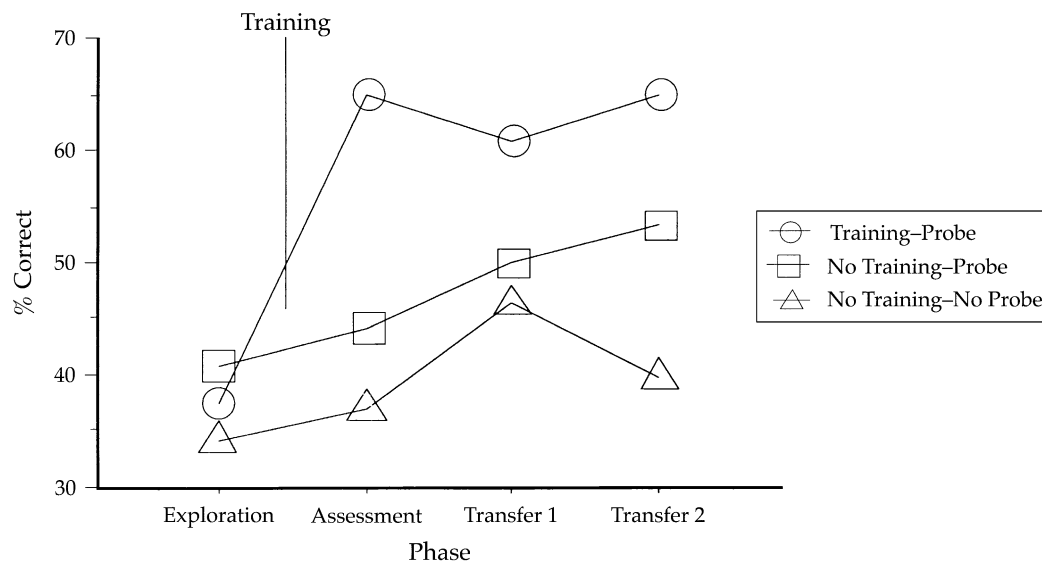 Training
70
60
50
40
30
% Correct
Exploration
Assessment
Transfer 1
Transfer 2
Phase
Training–Probe
No Training–Probe
No Training–No Probe